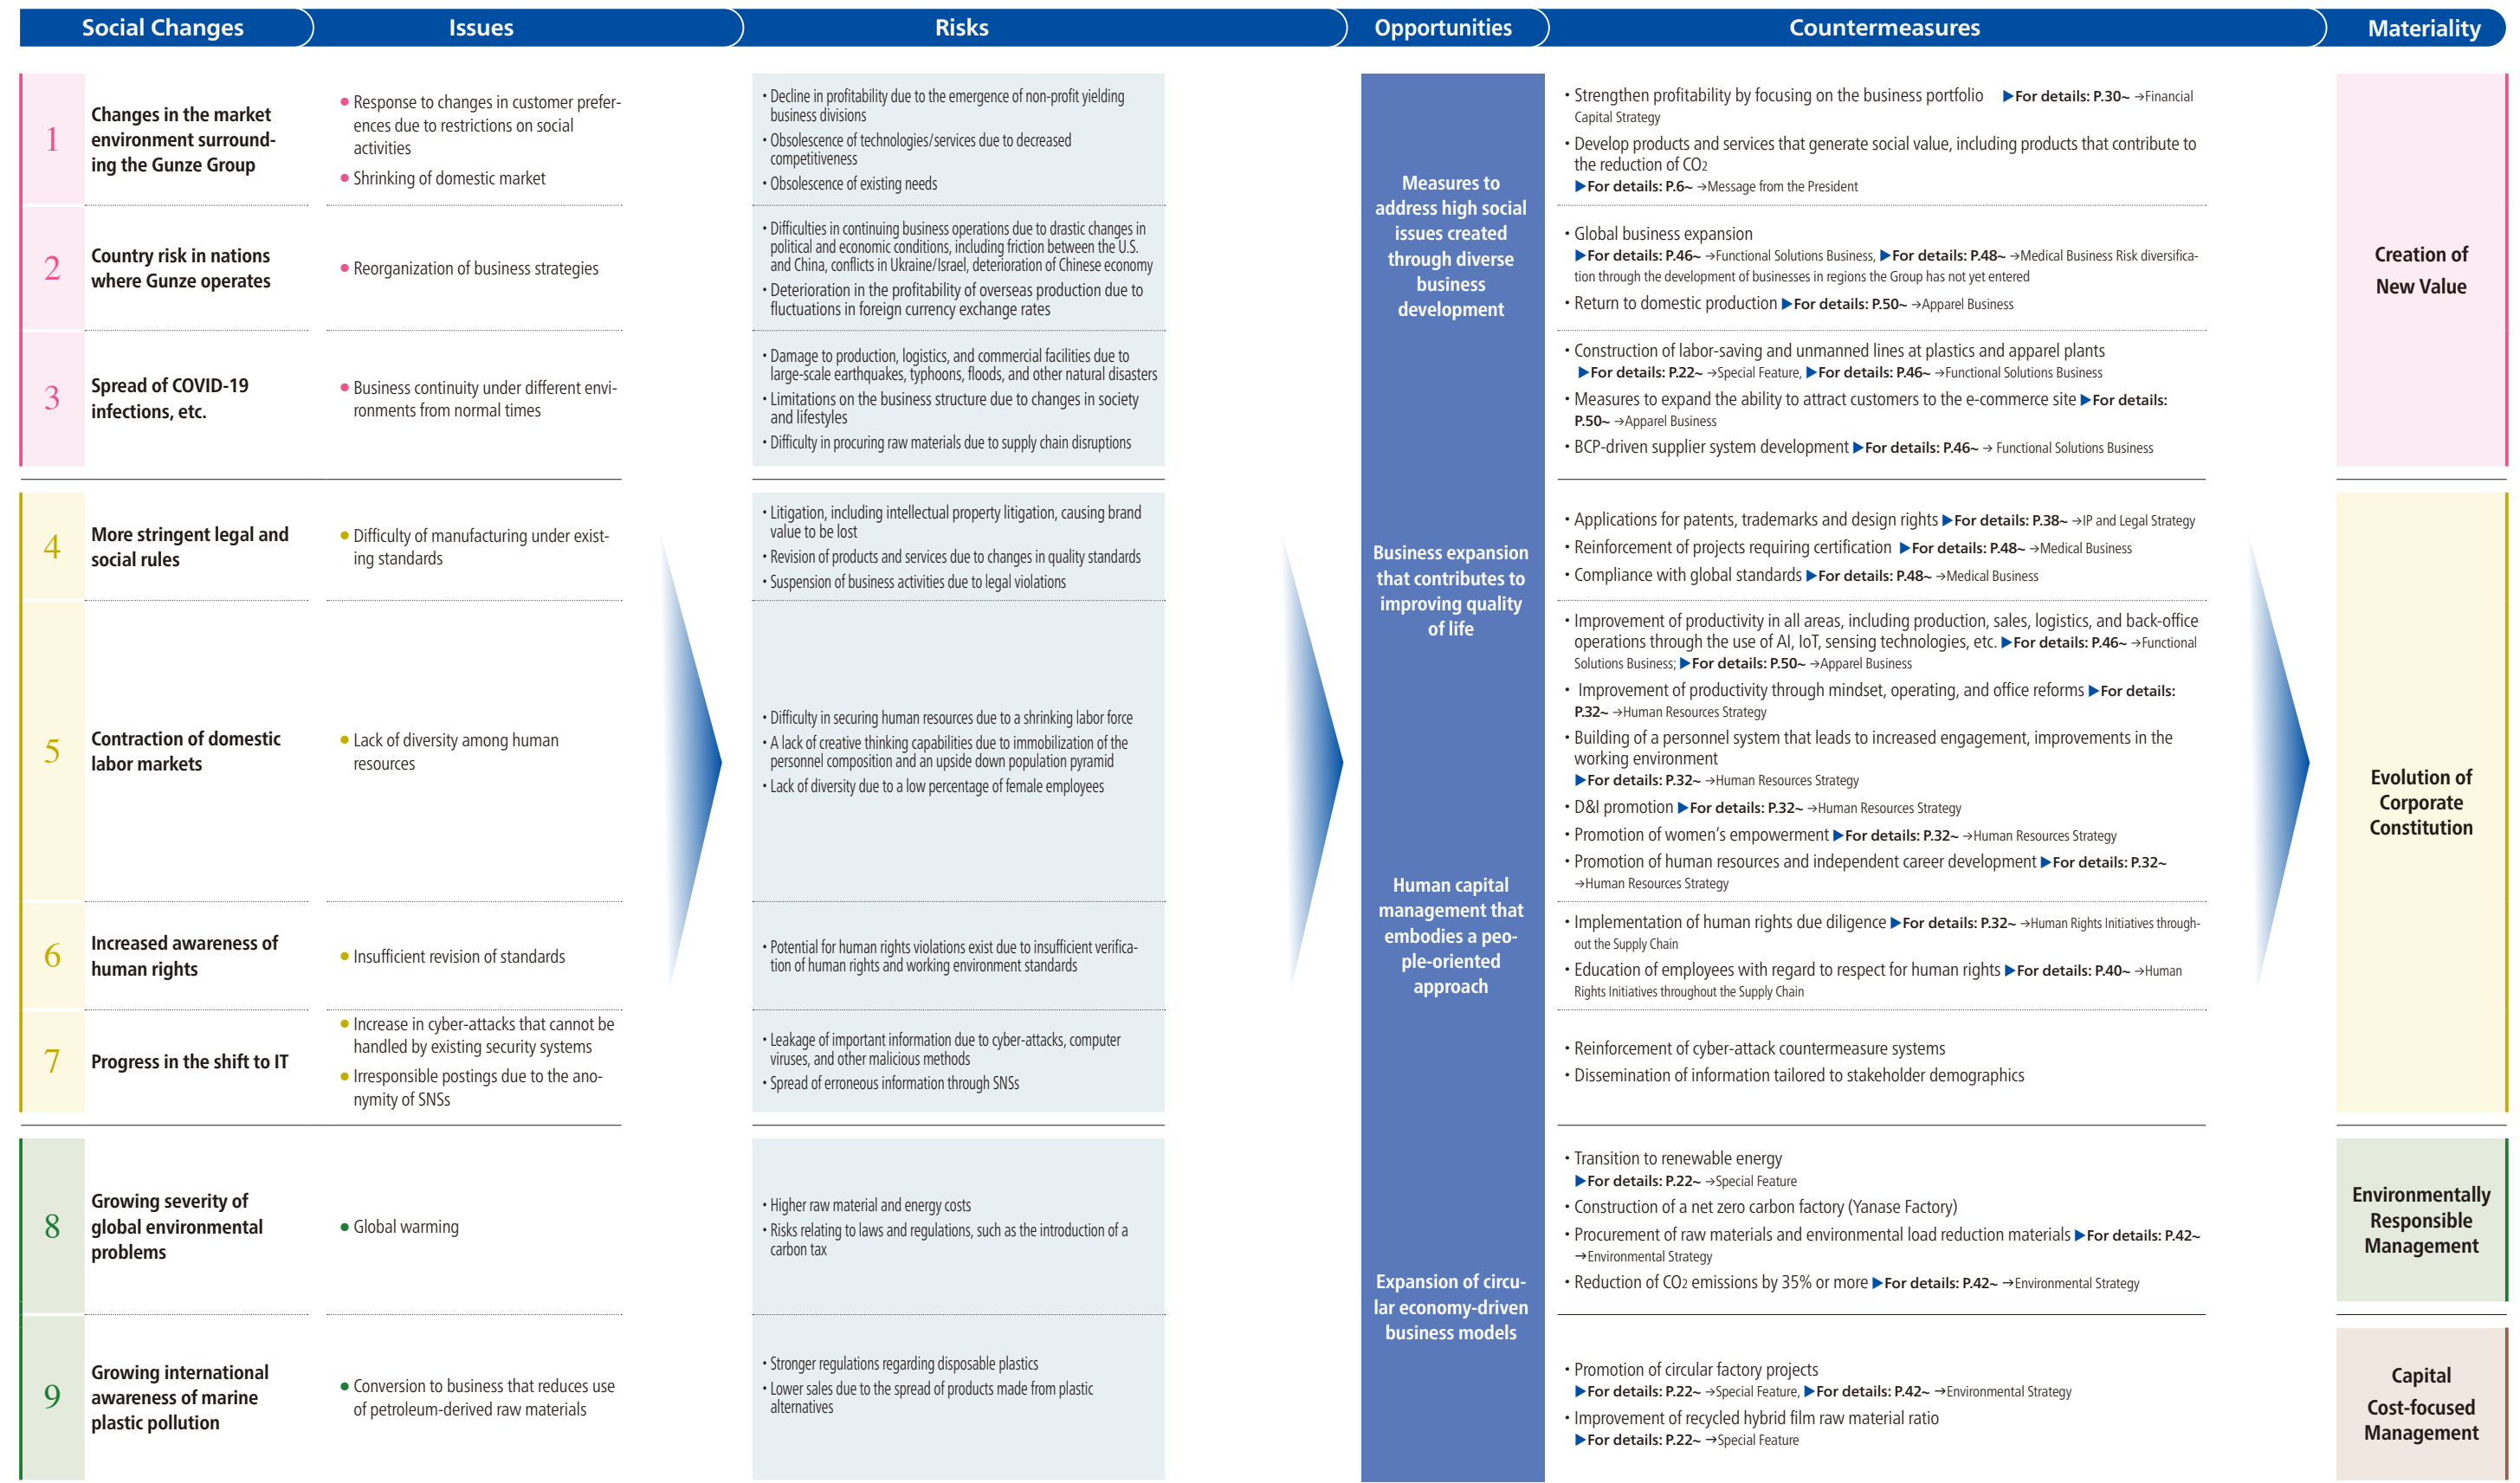 Social Changes
Issues
Risks
Opportunities
Countermeasures
Materiality
1
Changes in the market
environment surround-
ing the Gunze Group
● Response to changes in customer prefer-
ences due to restrictions on social
activities
● Shrinking of domestic market
• Decline in profitability due to the emergence of non-profit yielding
business divisions
• Obsolescence of technologies/services due to decreased
competitiveness
• Obsolescence of existing needs
• Strengthen profitability by focusing on the business portfolio ▶For details: P.30~ →Financial
Capital Strategy
• Develop products and services that generate social value, including products that contribute to
the reduction of CO2
▶For details: P.6~ →Message from the President
2
Country risk in nations
where Gunze operates
● Reorganization of business strategies
• Difficulties in continuing business operations due to drastic changes in
political and economic conditions, including friction between the U.S.
and China, conflicts in Ukraine/Israel, deterioration of Chinese economy
• Deterioration in the profitability of overseas production due to
fluctuations in foreign currency exchange rates
• Global business expansion
▶For details: P.46~ →Functional Solutions Business, ▶For details: P.48~ →Medical Business Risk diversifica-
tion through the development of businesses in regions the Group has not yet entered
• Return to domestic production ▶For details: P.50~ →Apparel Business
3
Spread of COVID-19
infections, etc.
● Business continuity under different envi-
ronments from normal times
• Damage to production, logistics, and commercial facilities due to
large-scale earthquakes, typhoons, floods, and other natural disasters
• Limitations on the business structure due to changes in society
and lifestyles
• Difficulty in procuring raw materials due to supply chain disruptions
• Construction of labor-saving and unmanned lines at plastics and apparel plants
▶For details: P.22~ →Special Feature, ▶For details: P.46~ →Functional Solutions Business
• Measures to expand the ability to attract customers to the e-commerce site ▶For details:
P.50~ →Apparel Business
• BCP-driven supplier system development ▶For details: P.46~ → Functional Solutions Business
Measures to
address high social
issues created
through diverse
business
development
Creation of
New Value
4
More stringent legal and
social rules
● Difficulty of manufacturing under exist-
ing standards
• Litigation, including intellectual property litigation, causing brand
value to be lost
• Revision of products and services due to changes in quality standards
• Suspension of business activities due to legal violations
Business expansion
that contributes to
improving quality
of life
• Applications for patents, trademarks and design rights ▶For details: P.38~ →IP and Legal Strategy
• Reinforcement of projects requiring certification ▶For details: P.48~ →Medical Business
• Compliance with global standards ▶For details: P.48~ →Medical Business
5
Contraction of domestic
labor markets
● Lack of diversity among human
resources
• Difficulty in securing human resources due to a shrinking labor force
• A lack of creative thinking capabilities due to immobilization of the
personnel composition and an upside down population pyramid
• Lack of diversity due to a low percentage of female employees
• Improvement of productivity in all areas, including production, sales, logistics, and back-office
operations through the use of AI, IoT, sensing technologies, etc. ▶For details: P.46~ →Functional
Solutions Business; ▶For details: P.50~ →Apparel Business
• Improvement of productivity through mindset, operating, and office reforms ▶For details:
P.32~ →Human Resources Strategy
• Building of a personnel system that leads to increased engagement, improvements in the
working environment
▶For details: P.32~ →Human Resources Strategy
• D&I promotion ▶For details: P.32~ →Human Resources Strategy
• Promotion of women's empowerment ▶For details: P.32~ →Human Resources Strategy
• Promotion of human resources and independent career development ▶For details: P.32~
→Human Resources Strategy
Evolution of
Corporate
Constitution
6
Increased awareness of
human rights
● Insufficient revision of standards
• Potential for human rights violations exist due to insufficient verifica-
tion of human rights and working environment standards
Human capital
management that
embodies a peo-
ple-oriented
approach
• Implementation of human rights due diligence ▶For details: P.32~ →Human Rights Initiatives through-
out the Supply Chain
• Education of employees with regard to respect for human rights ▶For details: P.40~ →Human
Rights Initiatives throughout the Supply Chain
7
Progress in the shift to IT
● Increase in cyber-attacks that cannot be
handled by existing security systems
● Irresponsible postings due to the ano-
nymity of SNSs
• Leakage of important information due to cyber-attacks, computer
viruses, and other malicious methods
• Spread of erroneous information through SNSs
• Reinforcement of cyber-attack countermeasure systems
• Dissemination of information tailored to stakeholder demographics
8
Growing severity of
global environmental
problems
● Global warming
• Higher raw material and energy costs
• Risks relating to laws and regulations, such as the introduction of a
carbon tax
• Transition to renewable energy
▶For details: P.22~ →Special Feature
• Construction of a net zero carbon factory (Yanase Factory)
• Procurement of raw materials and environmental load reduction materials ▶For details: P.42~
→Environmental Strategy
• Reduction of CO2 emissions by 35% or more ▶For details: P.42~ →Environmental Strategy
Environmentally
Responsible
Management
Expansion of circu-
lar economy-driven
business models
9
Growing international
awareness of marine
plastic pollution
● Conversion to business that reduces use
of petroleum-derived raw materials
• Stronger regulations regarding disposable plastics
• Lower sales due to the spread of products made from plastic
alternatives
• Promotion of circular factory projects
▶For details: P.22~ →Special Feature, ▶For details: P.42~ →Environmental Strategy
• Improvement of recycled hybrid film raw material ratio
▶For details: P.22~ →Special Feature
Capital
Cost-focused
Management